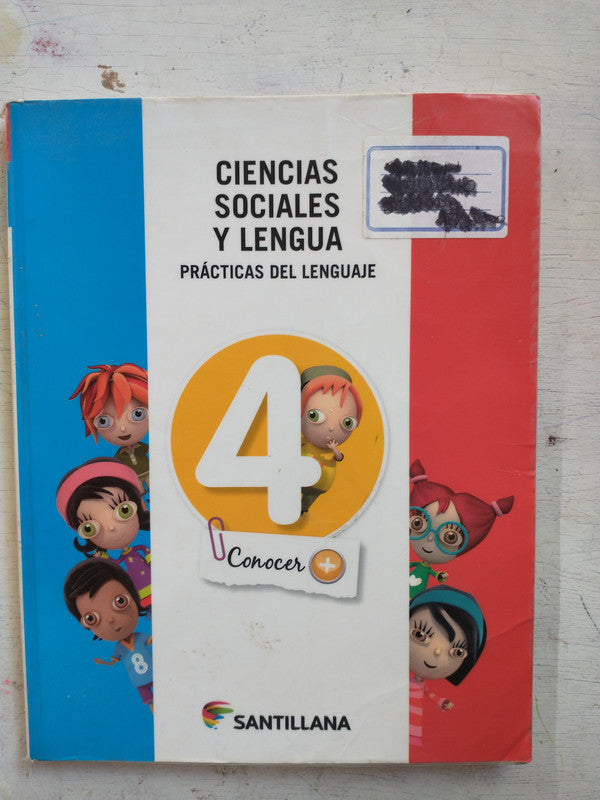 CIENCIAS
SOCIALES
Y LENGUA
PRÁCTICAS DEL LENGUAJE
4
Conocer +
8
SANTILLANA